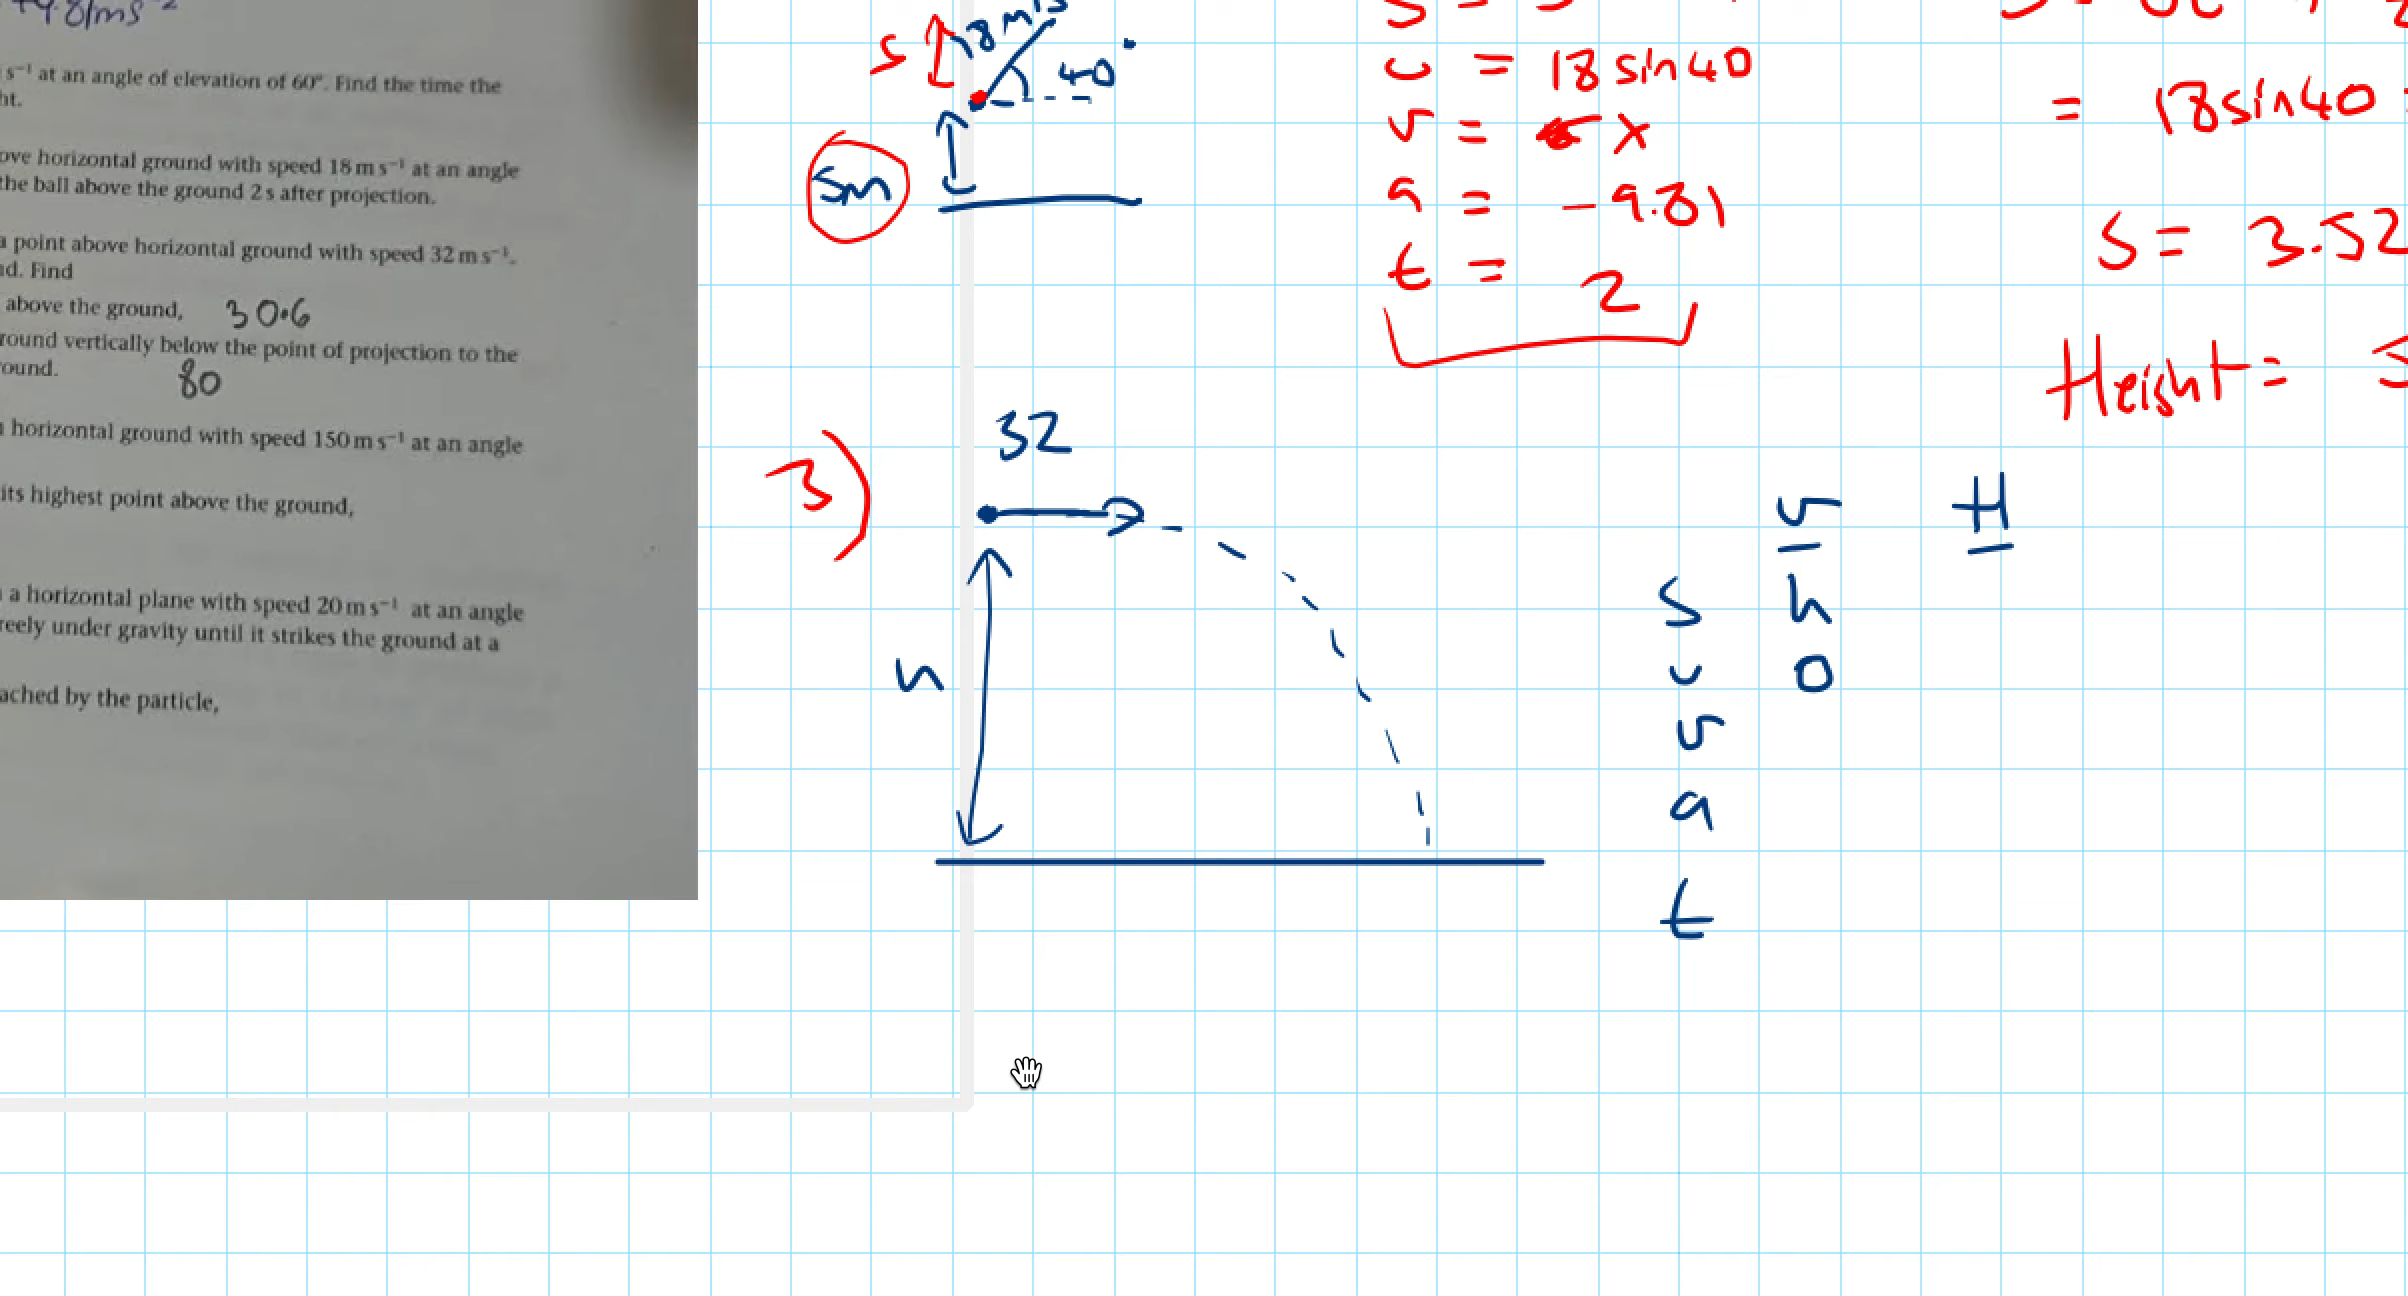 +9.81ms⁻²
s⁻¹ at an angle of elevation of 60°. Find the time the
ht.
ove horizontal ground with speed 18 m s⁻¹ at an angle
the ball above the ground 2 s after projection.
a point above horizontal ground with speed 32 m s⁻¹.
nd. Find
above the ground, 30.6
round vertically below the point of projection to the
ound. 80
horizontal ground with speed 150 m s⁻¹ at an angle
its highest point above the ground,
a horizontal plane with speed 20 m s⁻¹ at an angle
reely under gravity until it strikes the ground at a
ached by the particle,
s 18 m/s
40°
5m
u = 18 sin 40
v = x
a = -9.81
t = 2
= 18 sin 40
s = 3.52
Height = 5
3)
32
h
v H
s h
u 0
v
a
t